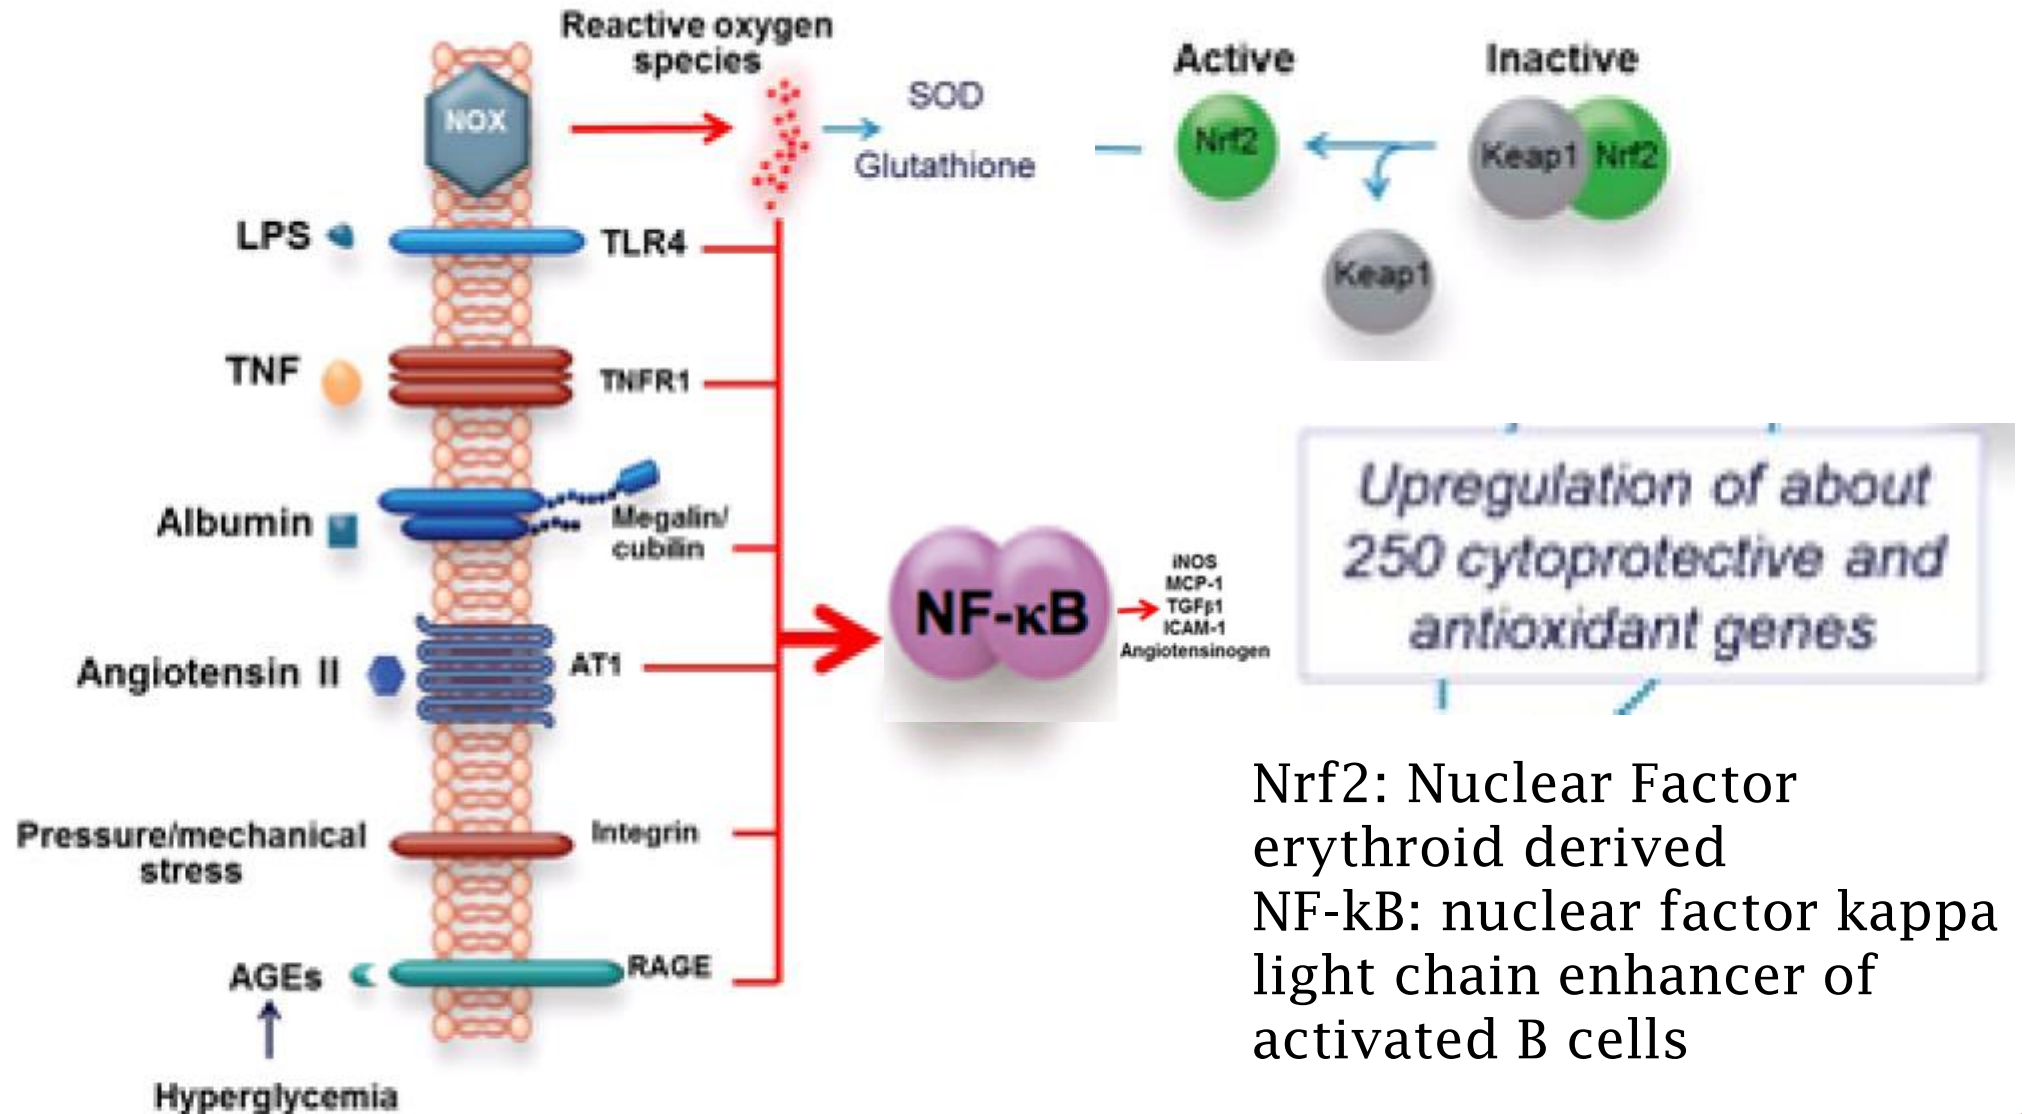 Reactive oxygen
species
Active
Inactive
NOX
SOD
Glutathione
Nrf2
Keap1
Nrf2
Keap1
LPS
TLR4
TNF
TNFR1
Albumin
Megalin/
cubilin
Angiotensin II
AT1
Pressure/mechanical
stress
Integrin
AGEs
RAGE
Hyperglycemia
NF-κB
iNOS
MCP-1
TGFβ1
ICAM-1
Angiotensinogen
Upregulation of about
250 cytoprotective and
antioxidant genes
Nrf2: Nuclear Factor
erythroid derived
NF-kB: nuclear factor kappa
light chain enhancer of
activated B cells